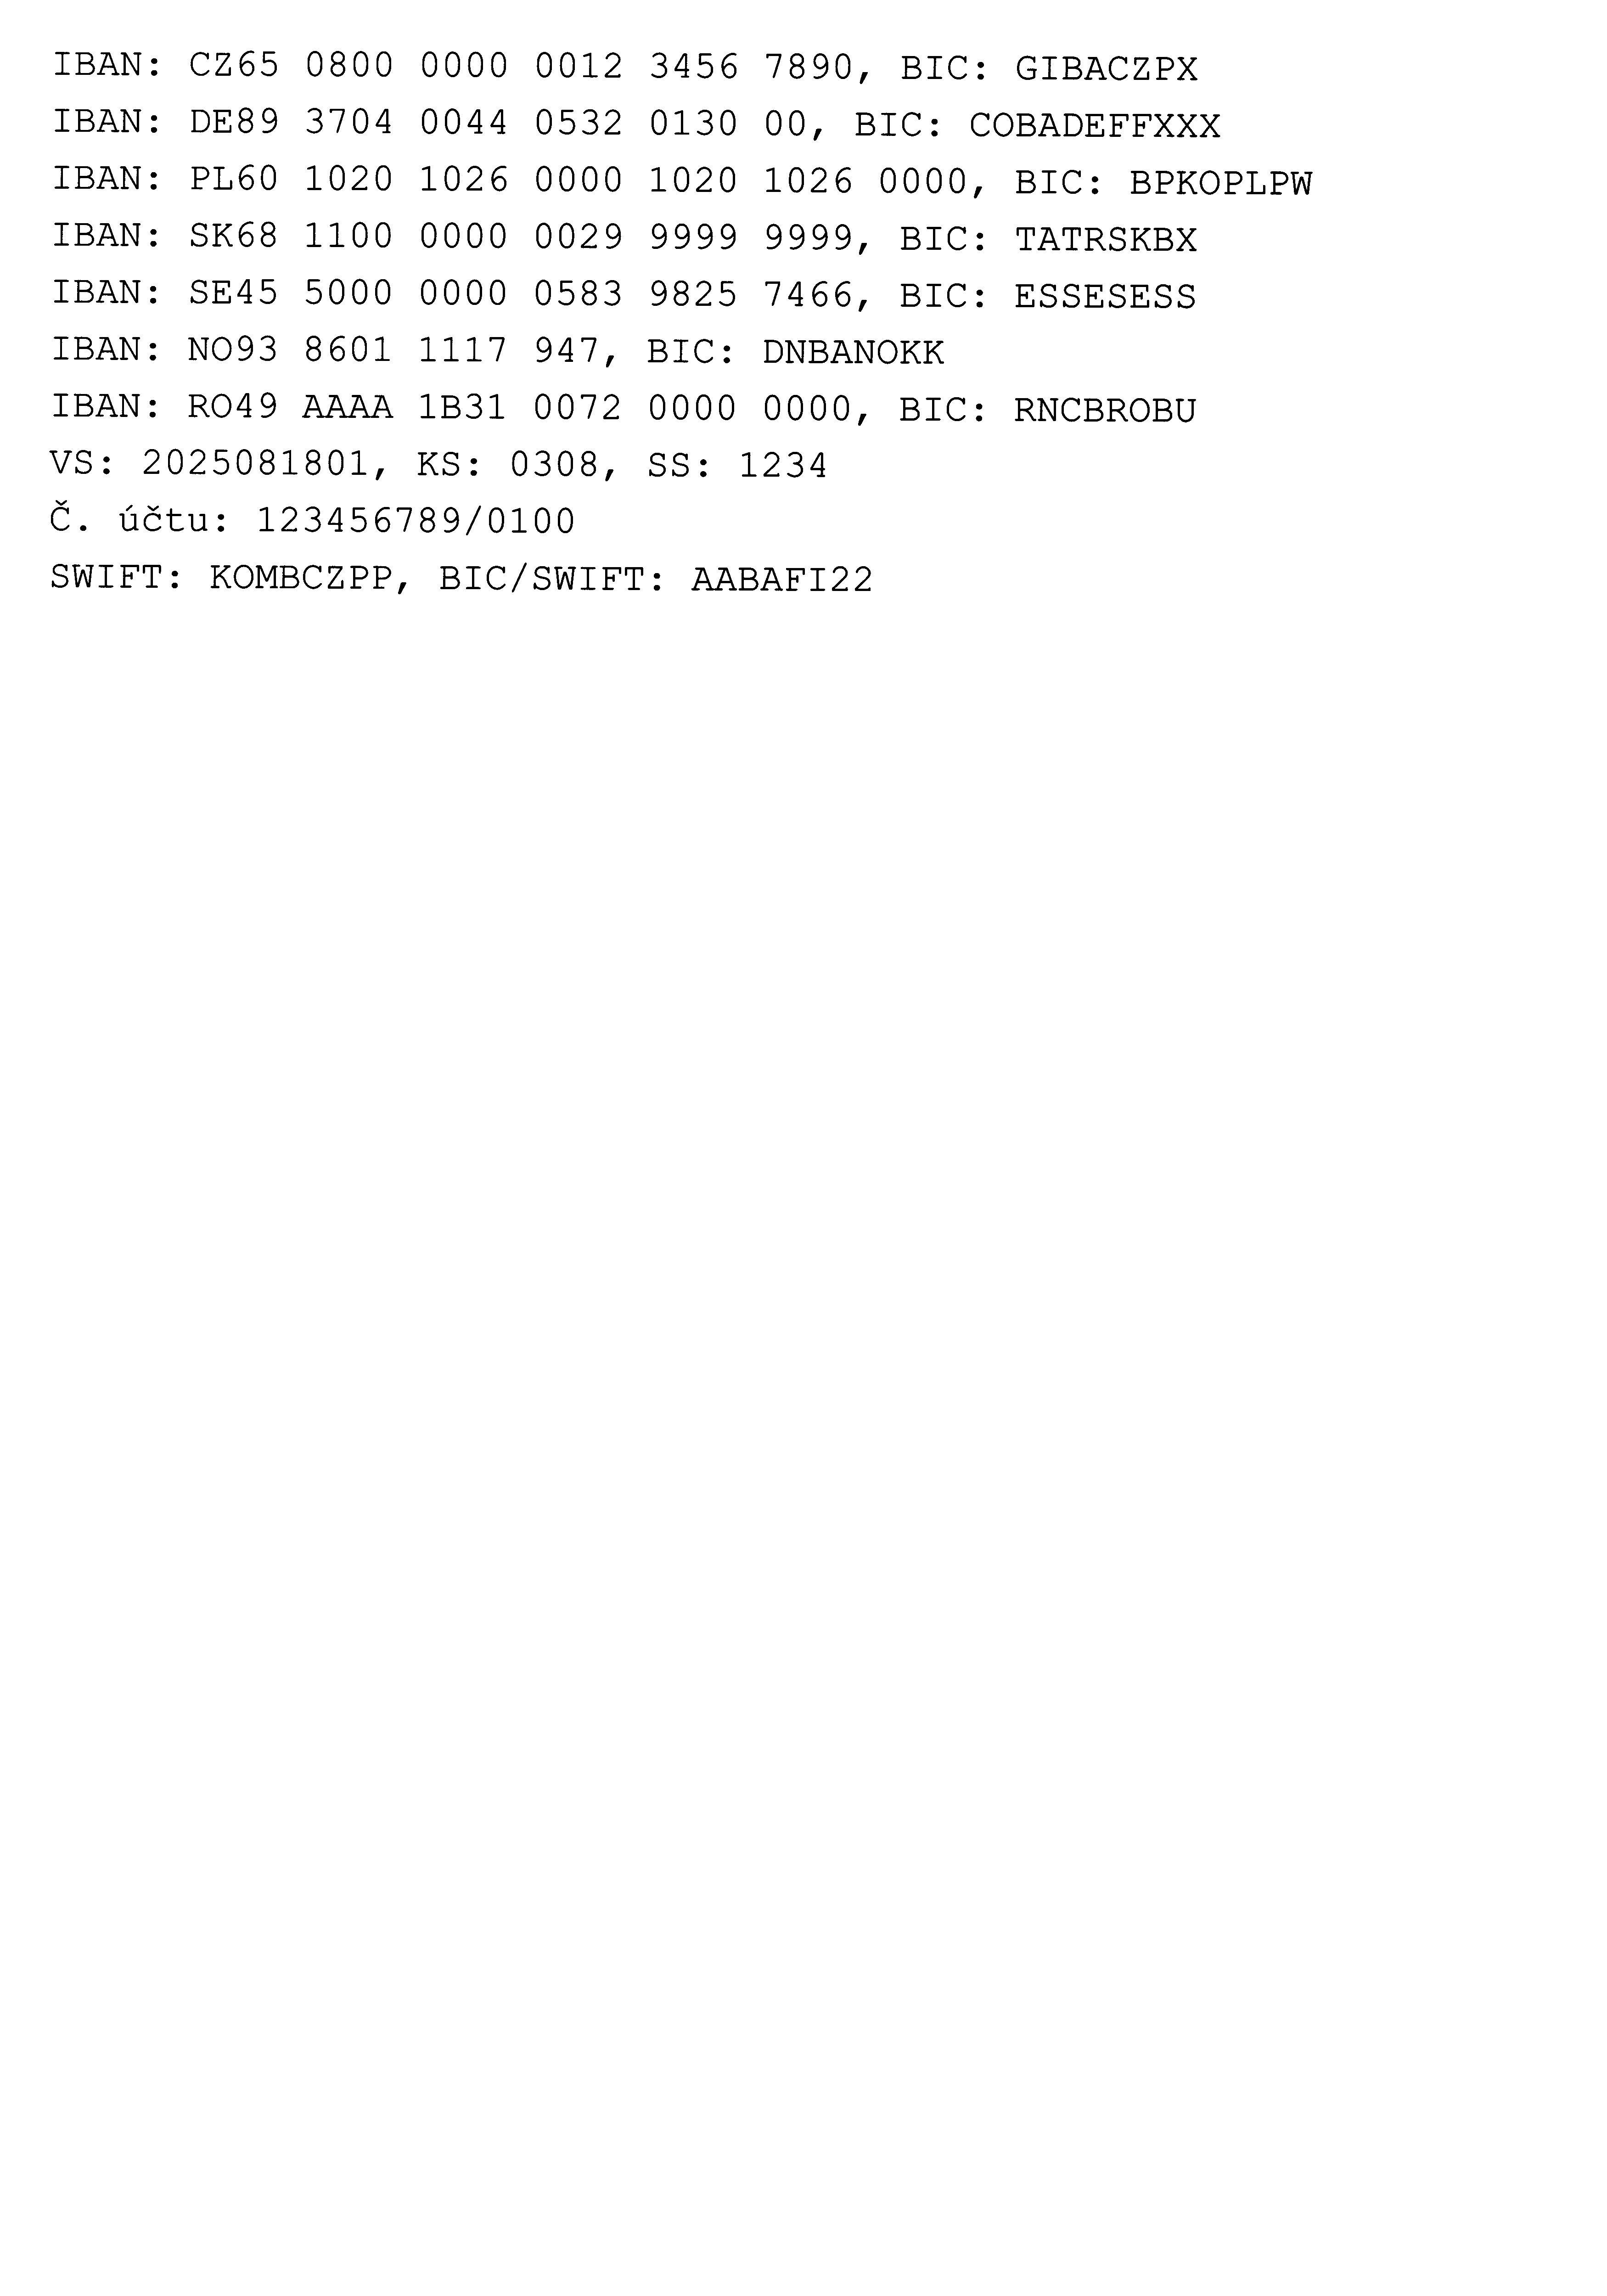 IBAN: CZ65 0800 0000 0012 3456 7890, BIC: GIBACZPX
IBAN: DE89 3704 0044 0532 0130 00, BIC: COBADEFFXXX
IBAN: PL60 1020 1026 0000 1020 1026 0000, BIC: BPKOPLPW
IBAN: SK68 1100 0000 0029 9999 9999, BIC: TATRSKBX
IBAN: SE45 5000 0000 0583 9825 7466, BIC: ESSESESS
IBAN: NO93 8601 1117 947, BIC: DNBANOKK
IBAN: RO49 AAAA 1B31 0072 0000 0000, BIC: RNCBROBU
VS: 2025081801, KS: 0308, SS: 1234
Č. účtu: 123456789/0100
SWIFT: KOMBCZPP, BIC/SWIFT: AABAFI22